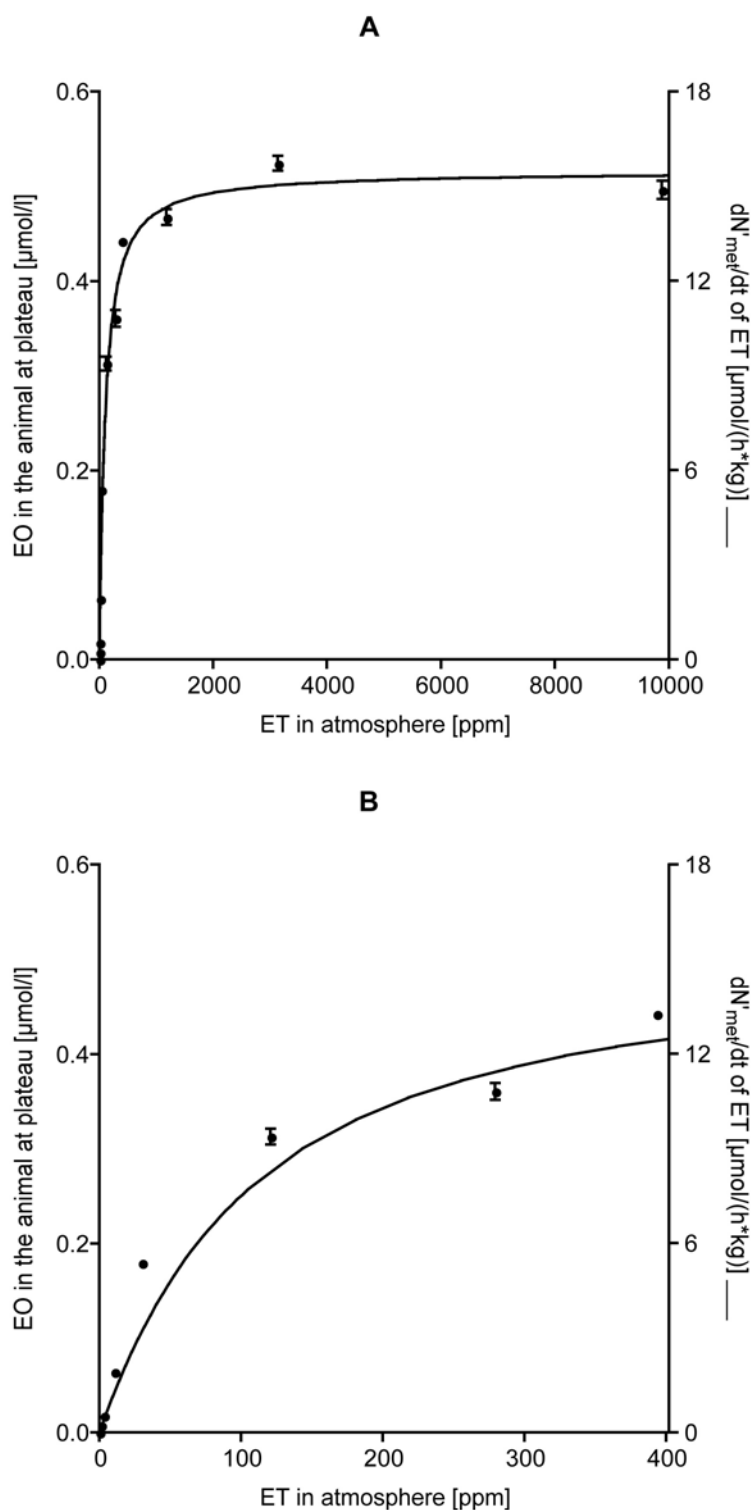 A
0.6
0.4
0.2
0.0
EO in the animal at plateau [µmol/l]
18
12
6
0
dN'met/dt of ET [µmol/(h*kg)] ___
0 2000 4000 6000 8000 10000
ET in atmosphere [ppm]
B
0.6
0.4
0.2
0.0
EO in the animal at plateau [µmol/l]
18
12
6
0
dN'met/dt of ET [µmol/(h*kg)] ___
0 100 200 300 400
ET in atmosphere [ppm]